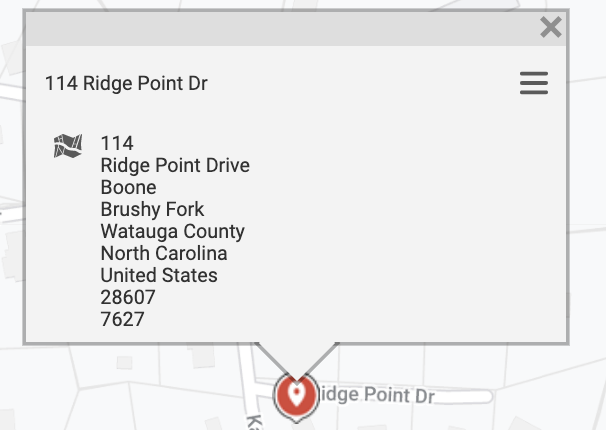 114 Ridge Point Dr
114
Ridge Point Drive
Boone
Brushy Fork
Watauga County
North Carolina
United States
28607
7627
idge Point Dr
Ka